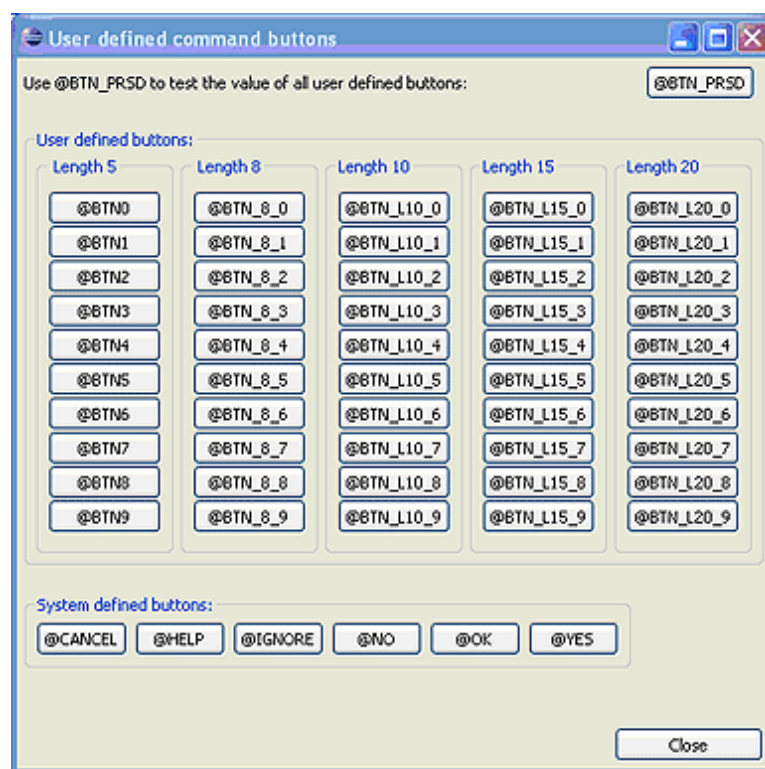 User defined command buttons
Use @BTN_PRSD to test the value of all user defined buttons: @BTN_PRSD
User defined buttons:
Length 5 Length 8 Length 10 Length 15 Length 20
@BTN0 @BTN_8_0 @BTN_L10_0 @BTN_L15_0 @BTN_L20_0
@BTN1 @BTN_8_1 @BTN_L10_1 @BTN_L15_1 @BTN_L20_1
@BTN2 @BTN_8_2 @BTN_L10_2 @BTN_L15_2 @BTN_L20_2
@BTN3 @BTN_8_3 @BTN_L10_3 @BTN_L15_3 @BTN_L20_3
@BTN4 @BTN_8_4 @BTN_L10_4 @BTN_L15_4 @BTN_L20_4
@BTN5 @BTN_8_5 @BTN_L10_5 @BTN_L15_5 @BTN_L20_5
@BTN6 @BTN_8_6 @BTN_L10_6 @BTN_L15_6 @BTN_L20_6
@BTN7 @BTN_8_7 @BTN_L10_7 @BTN_L15_7 @BTN_L20_7
@BTN8 @BTN_8_8 @BTN_L10_8 @BTN_L15_8 @BTN_L20_8
@BTN9 @BTN_8_9 @BTN_L10_9 @BTN_L15_9 @BTN_L20_9
System defined buttons:
@CANCEL @HELP @IGNORE @NO @OK @YES
Close